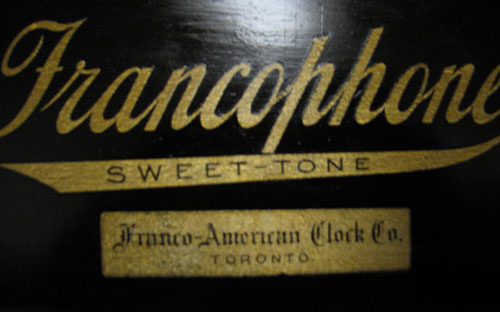 Francophone
SWEET-TONE
Franco-American Clock Co.
TORONTO